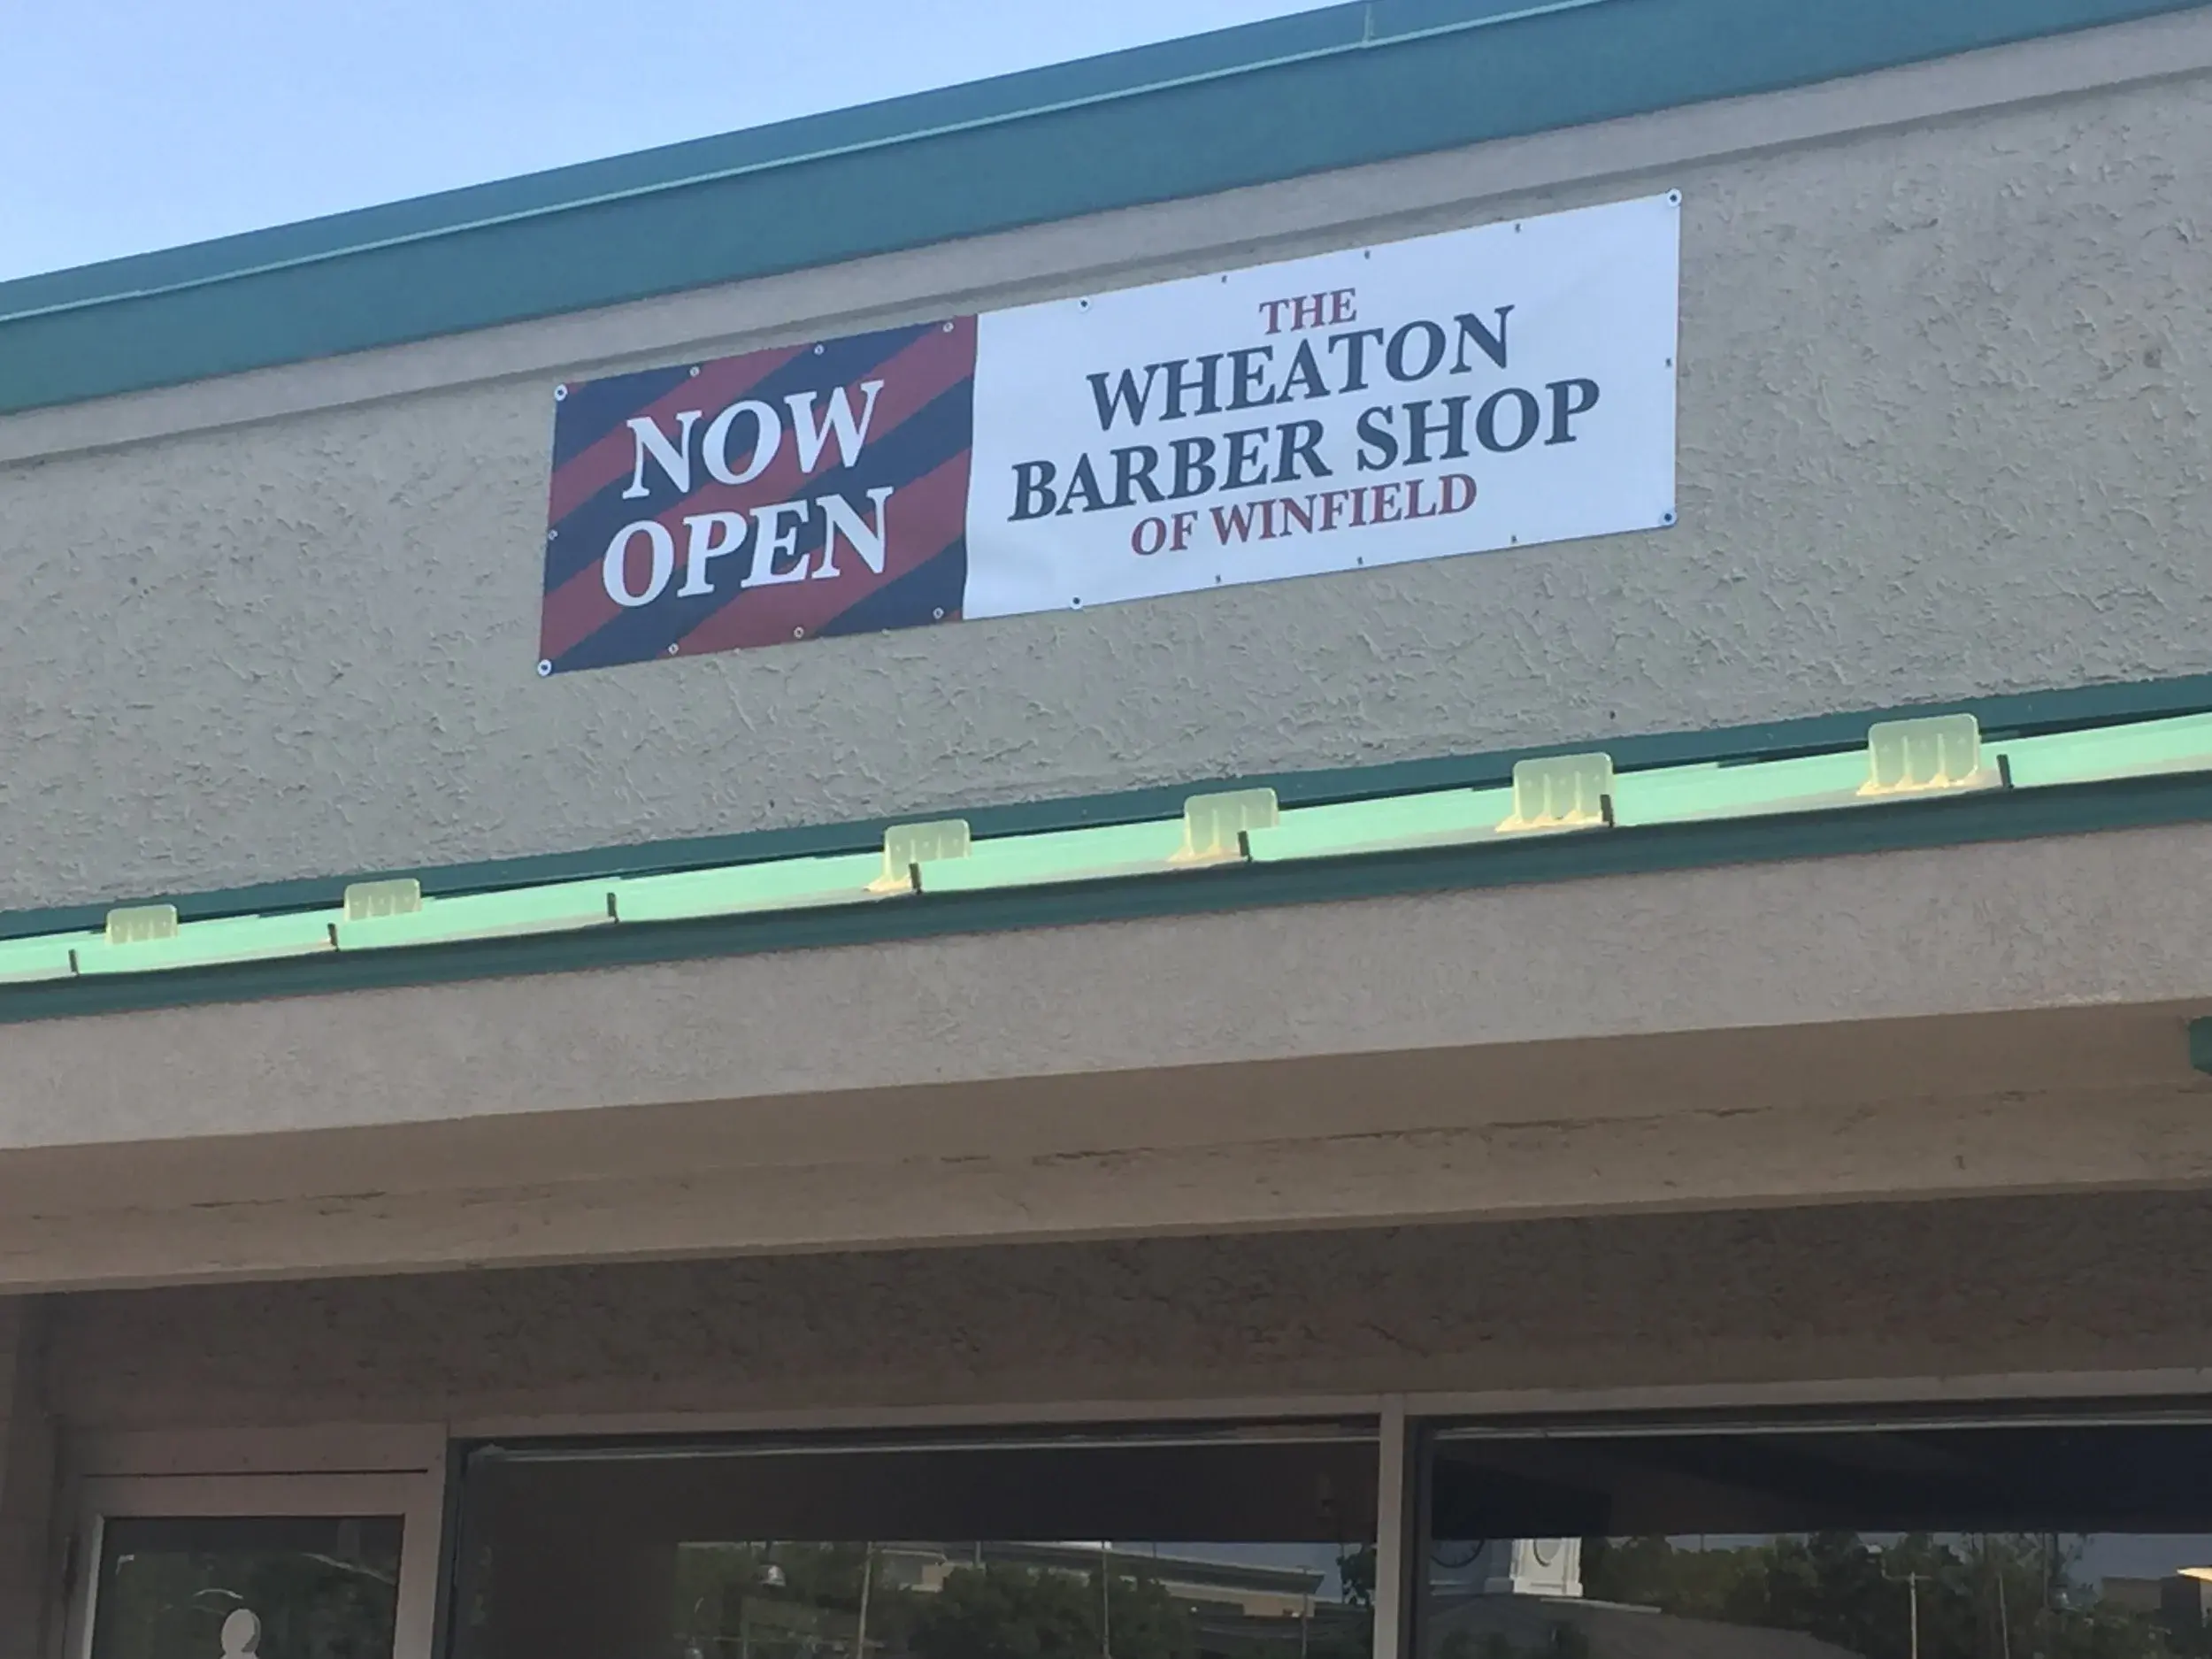 NOW
OPEN
THE
WHEATON
BARBER SHOP
OF WINFIELD